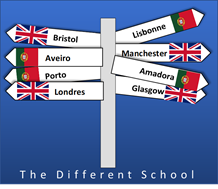 Bristol
Lisbonne
Aveiro
Manchester
Porto
Amadora
Londres
Glasgow
The Different School